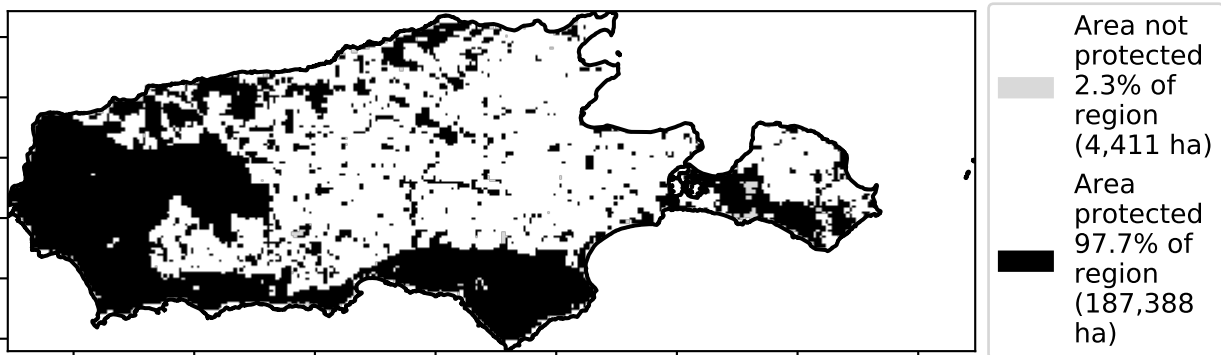 Area not
protected
2.3% of
region
(4,411 ha)
Area
protected
97.7% of
region
(187,388
ha)